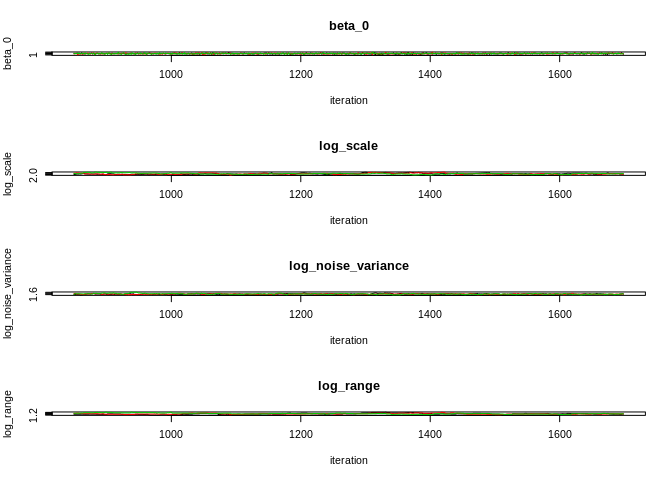 beta_0
beta_0
1
1000 1200 1400 1600
iteration
log_scale
log_scale
2.0
1000 1200 1400 1600
iteration
log_noise_variance
log_noise_variance
1.6
1000 1200 1400 1600
iteration
log_range
log_range
1.2
1000 1200 1400 1600
iteration